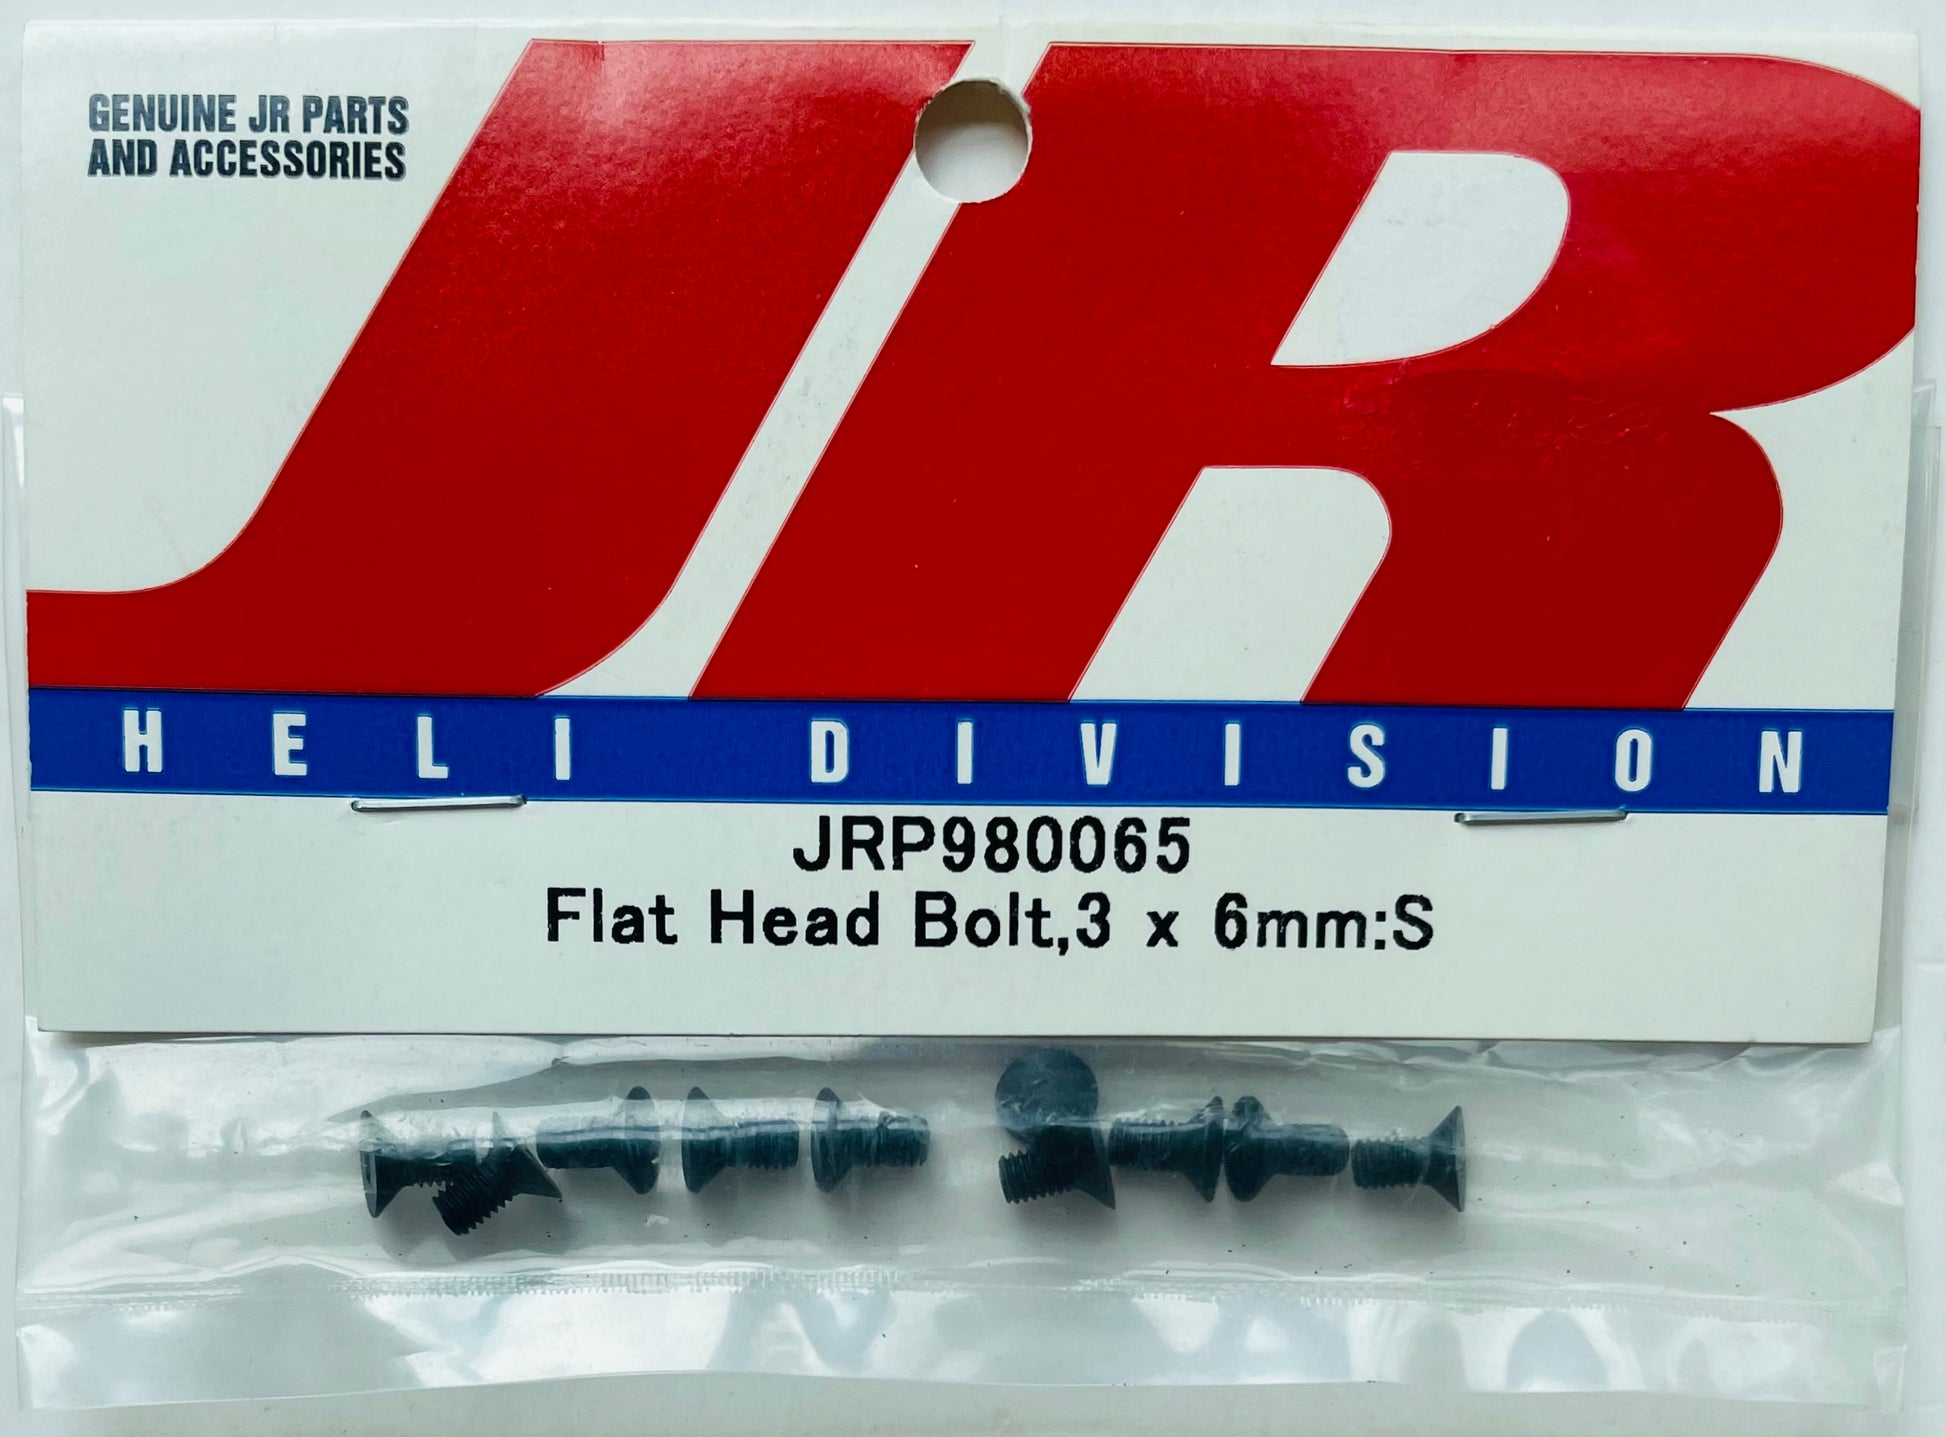 GENUINE JR PARTS
AND ACCESSORIES
JR
HELI DIVISION
JRP980065
Flat Head Bolt,3 x 6mm:S